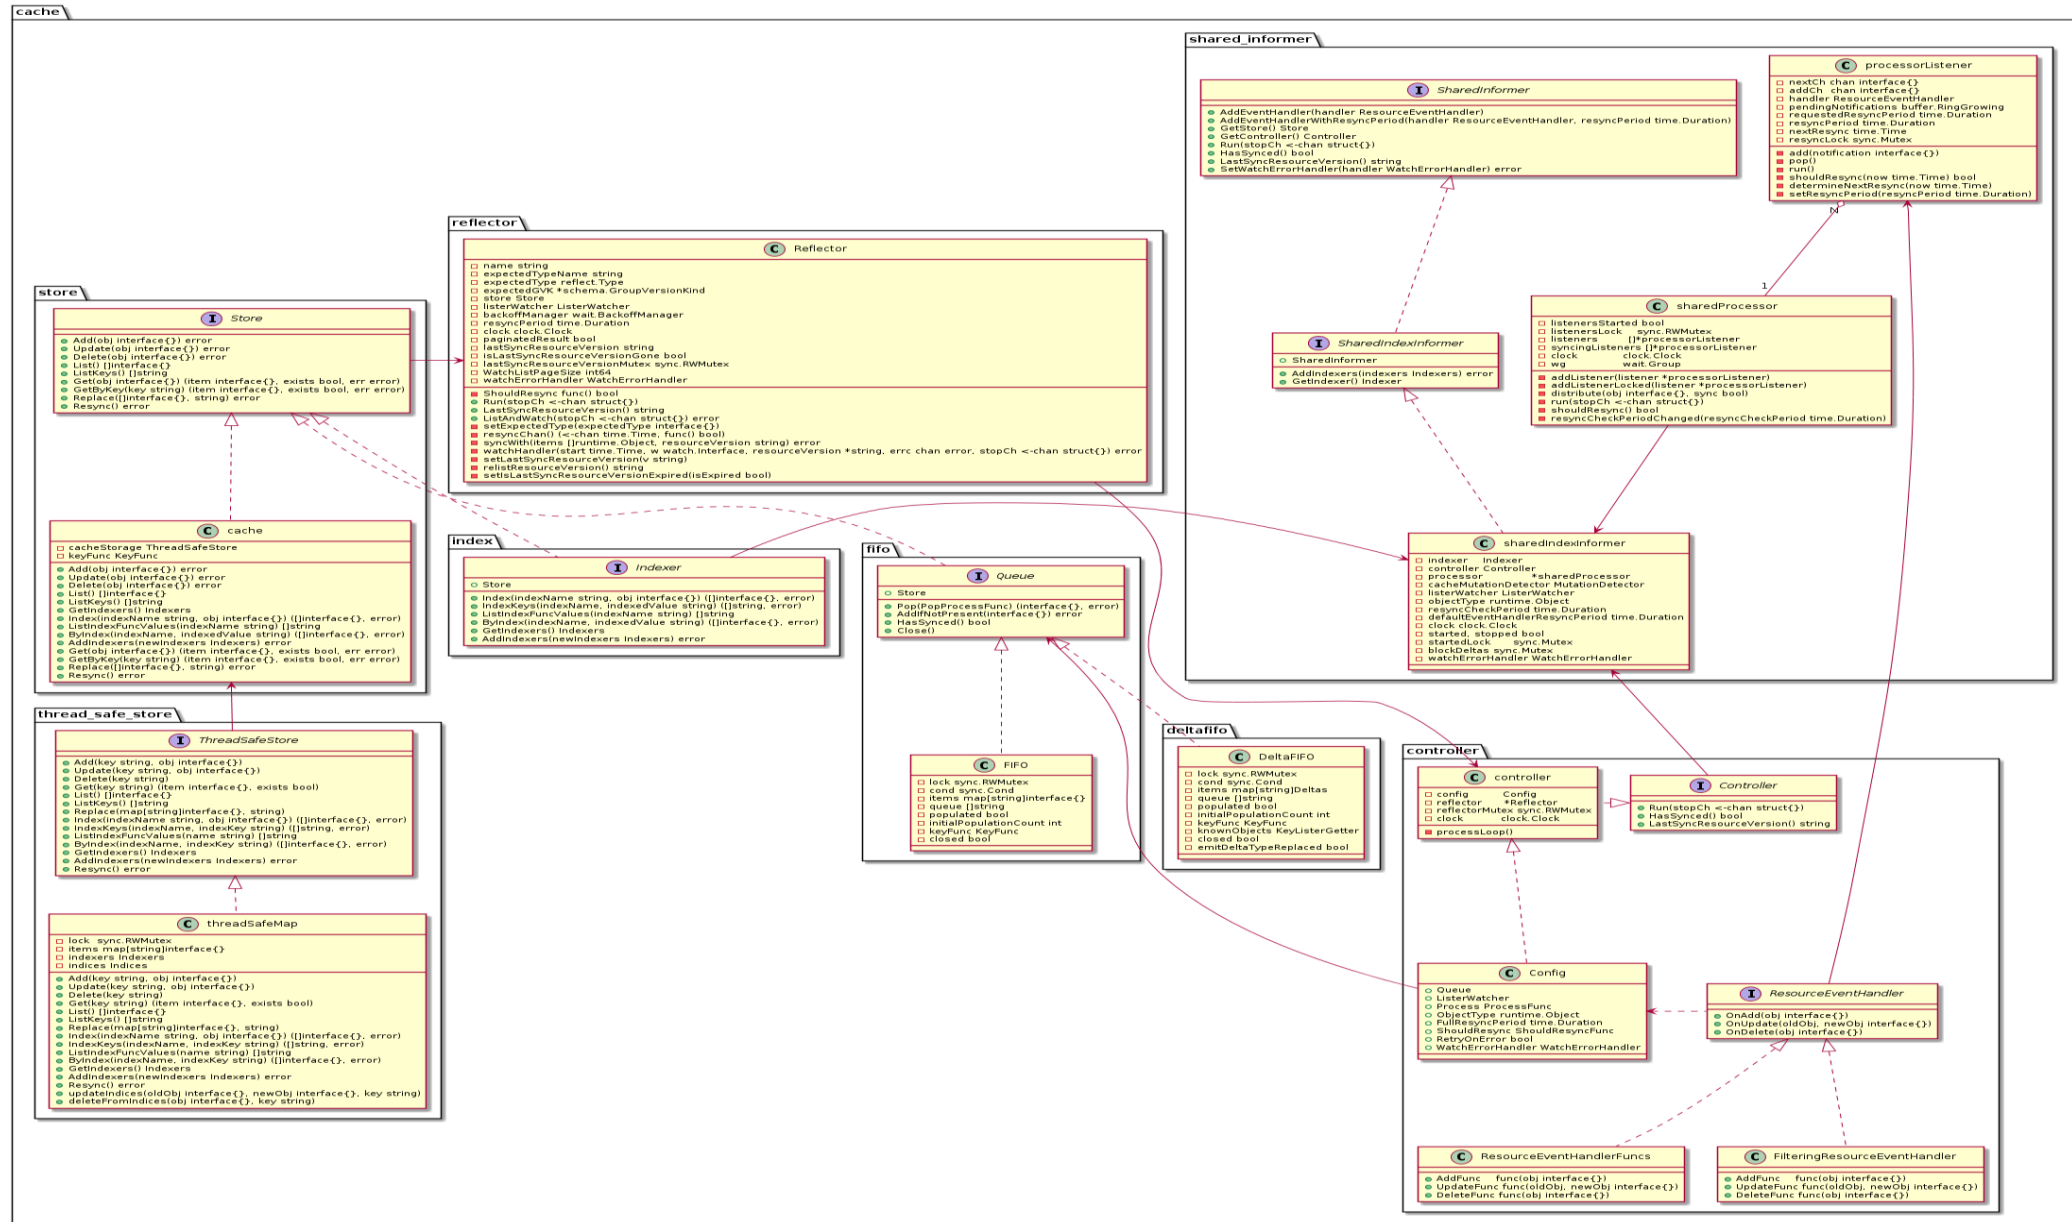 cache
shared_informer
processorListener
nextCh chan interface{}
addCh  chan interface{}
handler ResourceEventHandler
pendingNotifications buffer.RingGrowing
requestedResyncPeriod time.Duration
resyncPeriod time.Duration
nextResync time.Time
resyncLock sync.Mutex
add(notification interface{})
pop()
run()
shouldResync(now time.Time) bool
determineNextResync(now time.Time)
setResyncPeriod(resyncPeriod time.Duration)
SharedInformer
AddEventHandler(handler ResourceEventHandler)
AddEventHandlerWithResyncPeriod(handler ResourceEventHandler, resyncPeriod time.Duration)
GetStore() Store
GetController() Controller
Run(stopCh <-chan struct{})
HasSynced() bool
LastSyncResourceVersion() string
SetWatchErrorHandler(handler WatchErrorHandler) error
N
1
sharedProcessor
listenersStarted bool
listenersLock    sync.RWMutex
listeners        []*processorListener
syncingListeners []*processorListener
clock            clock.Clock
wg               wait.Group
addListener(listener *processorListener)
addListenerLocked(listener *processorListener)
distribute(obj interface{}, sync bool)
run(stopCh <-chan struct{})
shouldResync() bool
resyncCheckPeriodChanged(resyncCheckPeriod time.Duration)
SharedIndexInformer
SharedInformer
AddIndexers(indexers Indexers) error
GetIndexer() Indexer
sharedIndexInformer
indexer    Indexer
controller Controller
processor             *sharedProcessor
cacheMutationDetector MutationDetector
listerWatcher ListerWatcher
objectType runtime.Object
resyncCheckPeriod time.Duration
defaultEventHandlerResyncPeriod time.Duration
clock clock.Clock
started, stopped bool
startedLock      sync.Mutex
blockDeltas sync.Mutex
watchErrorHandler WatchErrorHandler
reflector
Reflector
name string
expectedTypeName string
expectedType reflect.Type
expectedGVK *schema.GroupVersionKind
store Store
listerWatcher ListerWatcher
backoffManager wait.BackoffManager
resyncPeriod time.Duration
clock clock.Clock
paginatedResult bool
lastSyncResourceVersion string
isLastSyncResourceVersionGone bool
lastSyncResourceVersionMutex sync.RWMutex
WatchListPageSize int64
watchErrorHandler WatchErrorHandler
ShouldResync func() bool
Run(stopCh <-chan struct{})
LastSyncResourceVersion() string
ListAndWatch(stopCh <-chan struct{}) error
setExpectedType(expectedType interface{})
resyncChan() (<-chan time.Time, func() bool)
syncWith(items []runtime.Object, resourceVersion string) error
watchHandler(start time.Time, w watch.Interface, resourceVersion *string, errc chan error, stopCh <-chan struct{}) error
setLastSyncResourceVersion(v string)
relistResourceVersion() string
setIsLastSyncResourceVersionExpired(isExpired bool)
store
Store
Add(obj interface{}) error
Update(obj interface{}) error
Delete(obj interface{}) error
List() []interface{}
ListKeys() []string
Get(obj interface{}) (item interface{}, exists bool, err error)
GetByKey(key string) (item interface{}, exists bool, err error)
Replace([]interface{}, string) error
Resync() error
cache
cacheStorage ThreadSafeStore
keyFunc KeyFunc
Add(obj interface{}) error
Update(obj interface{}) error
Delete(obj interface{}) error
List() []interface{}
ListKeys() []string
GetIndexers() Indexers
Index(indexName string, obj interface{}) ([]interface{}, error)
ListIndexFuncValues(indexName string) []string
ByIndex(indexName, indexedValue string) ([]interface{}, error)
AddIndexers(newIndexers Indexers) error
Get(obj interface{}) (item interface{}, exists bool, err error)
GetByKey(key string) (item interface{}, exists bool, err error)
Replace([]interface{}, string) error
Resync() error
index
Indexer
Store
Index(indexName string, obj interface{}) ([]interface{}, error)
IndexKeys(indexName, indexedValue string) ([]string, error)
ListIndexFuncValues(indexName string) []string
ByIndex(indexName, indexedValue string) ([]interface{}, error)
GetIndexers() Indexers
AddIndexers(newIndexers Indexers) error
fifo
Queue
Store
Pop(PopProcessFunc) (interface{}, error)
AddIfNotPresent(interface{}) error
HasSynced() bool
Close()
FIFO
lock sync.RWMutex
cond sync.Cond
items map[string]interface{}
queue []string
populated bool
initialPopulationCount int
keyFunc KeyFunc
closed bool
deltafifo
DeltaFIFO
lock sync.RWMutex
cond sync.Cond
items map[string]Deltas
queue []string
populated bool
initialPopulationCount int
keyFunc KeyFunc
knownObjects KeyListerGetter
closed bool
emitDeltaTypeReplaced bool
thread_safe_store
ThreadSafeStore
Add(key string, obj interface{})
Update(key string, obj interface{})
Delete(key string)
Get(key string) (item interface{}, exists bool)
List() []interface{}
ListKeys() []string
Replace(map[string]interface{}, string)
Index(indexName string, obj interface{}) ([]interface{}, error)
IndexKeys(indexName, indexKey string) ([]string, error)
ListIndexFuncValues(name string) []string
ByIndex(indexName, indexKey string) ([]interface{}, error)
GetIndexers() Indexers
AddIndexers(newIndexers Indexers) error
Resync() error
threadSafeMap
lock  sync.RWMutex
items map[string]interface{}
indexers Indexers
indices Indices
Add(key string, obj interface{})
Update(key string, obj interface{})
Delete(key string)
Get(key string) (item interface{}, exists bool)
List() []interface{}
ListKeys() []string
Replace(map[string]interface{}, string)
Index(indexName string, obj interface{}) ([]interface{}, error)
IndexKeys(indexName, indexKey string) ([]string, error)
ListIndexFuncValues(name string) []string
ByIndex(indexName, indexKey string) ([]interface{}, error)
GetIndexers() Indexers
AddIndexers(newIndexers Indexers) error
Resync() error
updateIndices(oldObj interface{}, newObj interface{}, key string)
deleteFromIndices(obj interface{}, key string)
controller
controller
config         Config
reflector      *Reflector
reflectorMutex sync.RWMutex
clock          clock.Clock
processLoop()
Controller
Run(stopCh <-chan struct{})
HasSynced() bool
LastSyncResourceVersion() string
Config
Queue
ListerWatcher
Process ProcessFunc
ObjectType runtime.Object
FullResyncPeriod time.Duration
ShouldResync ShouldResyncFunc
RetryOnError bool
WatchErrorHandler WatchErrorHandler
ResourceEventHandler
OnAdd(obj interface{})
OnUpdate(oldObj, newObj interface{})
OnDelete(obj interface{})
ResourceEventHandlerFuncs
AddFunc    func(obj interface{})
UpdateFunc func(oldObj, newObj interface{})
DeleteFunc func(obj interface{})
FilteringResourceEventHandler
AddFunc    func(obj interface{})
UpdateFunc func(oldObj, newObj interface{})
DeleteFunc func(obj interface{})